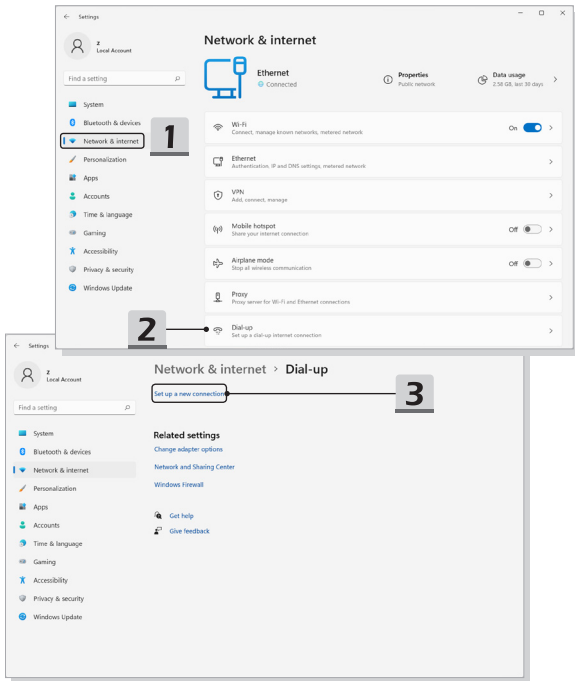 Settings
z
Local Account
Find a setting
System
Bluetooth & devices
Network & internet
Personalization
Apps
Accounts
Time & language
Gaming
Accessibility
Privacy & security
Windows Update
1
Network & internet
Ethernet
Connected
Properties
Public network
Data usage
2.58 GB, last 30 days
Wi-Fi
Connect, manage known networks, metered network
On
Ethernet
Authentication, IP and DNS settings, metered network
VPN
Add, connect, manage
Mobile hotspot
Share your internet connection
Off
Airplane mode
Stop all wireless communication
Off
Proxy
Proxy server for Wi-Fi and Ethernet connections
Dial-up
Set up a dial-up internet connection
2
Settings
z
Local Account
Find a setting
System
Bluetooth & devices
Network & internet
Personalization
Apps
Accounts
Time & language
Gaming
Accessibility
Privacy & security
Windows Update
Network & internet > Dial-up
Set up a new connection
3
Related settings
Change adapter options
Network and Sharing Center
Windows Firewall
Get help
Give feedback